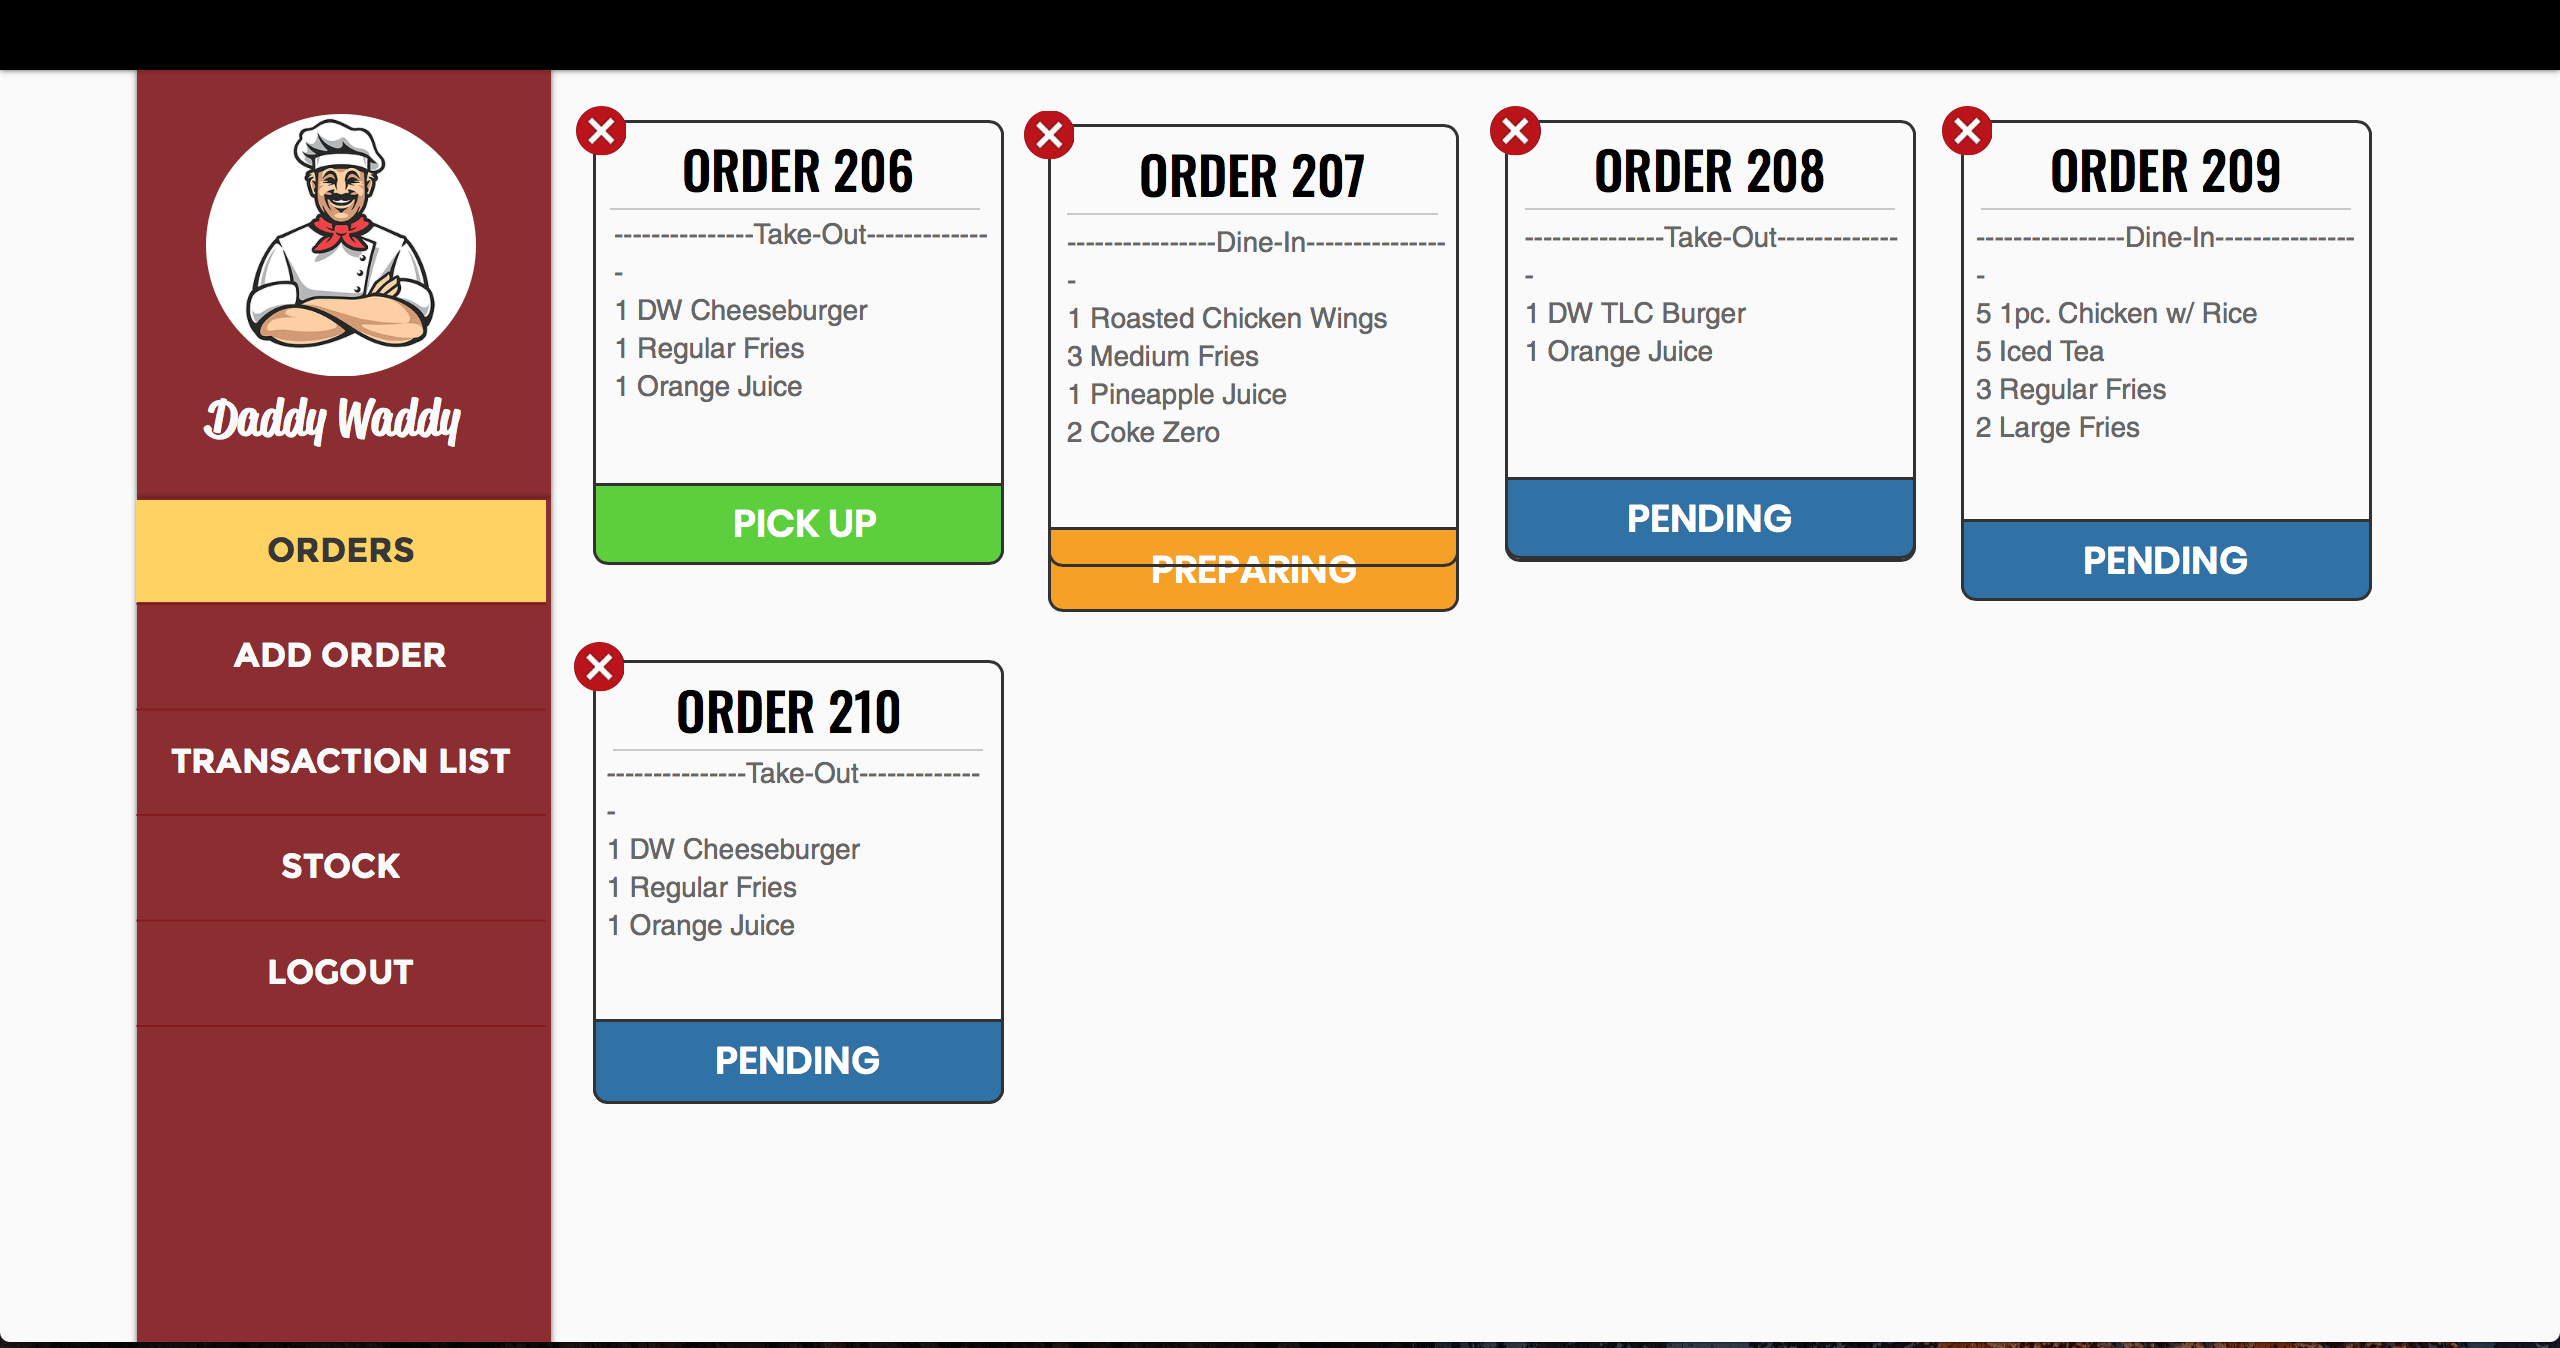 Daddy Waddy
ORDERS
ADD ORDER
TRANSACTION LIST
STOCK
LOGOUT
ORDER 206
---------------Take-Out-------------
-
1 DW Cheeseburger
1 Regular Fries
1 Orange Juice
PICK UP
ORDER 207
----------------Dine-In---------------
-
1 Roasted Chicken Wings
3 Medium Fries
1 Pineapple Juice
2 Coke Zero
PREPARING
ORDER 208
---------------Take-Out-------------
-
1 DW TLC Burger
1 Orange Juice
PENDING
ORDER 209
----------------Dine-In---------------
-
5 1pc. Chicken w/ Rice
5 Iced Tea
3 Regular Fries
2 Large Fries
PENDING
ORDER 210
---------------Take-Out-------------
-
1 DW Cheeseburger
1 Regular Fries
1 Orange Juice
PENDING